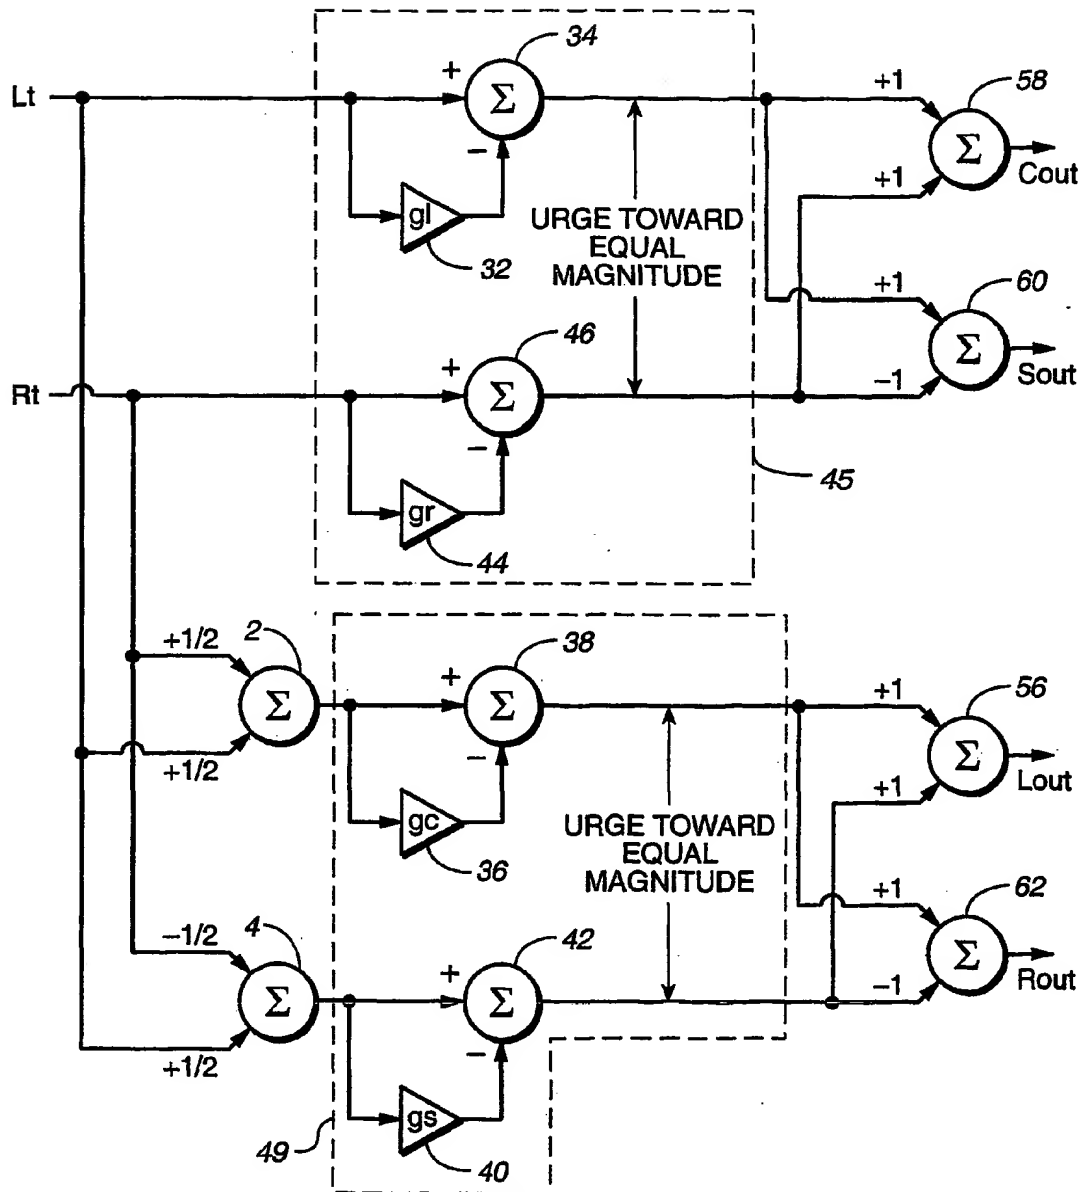 34
58
Lt
+
Σ
+1
Σ
Cout
−
+1
gl
32
URGE TOWARD
EQUAL
MAGNITUDE
46
+1
60
Σ
Sout
Rt
+
Σ
−1
−
45
gr
44
+1/2
2
38
+
Σ
Σ
+1
56
Σ
Lout
+1/2
−
+1
gc
36
URGE TOWARD
EQUAL
MAGNITUDE
+1
62
−1/2
4
42
Σ
Rout
+
Σ
Σ
−1
+1/2
−
gs
49
40